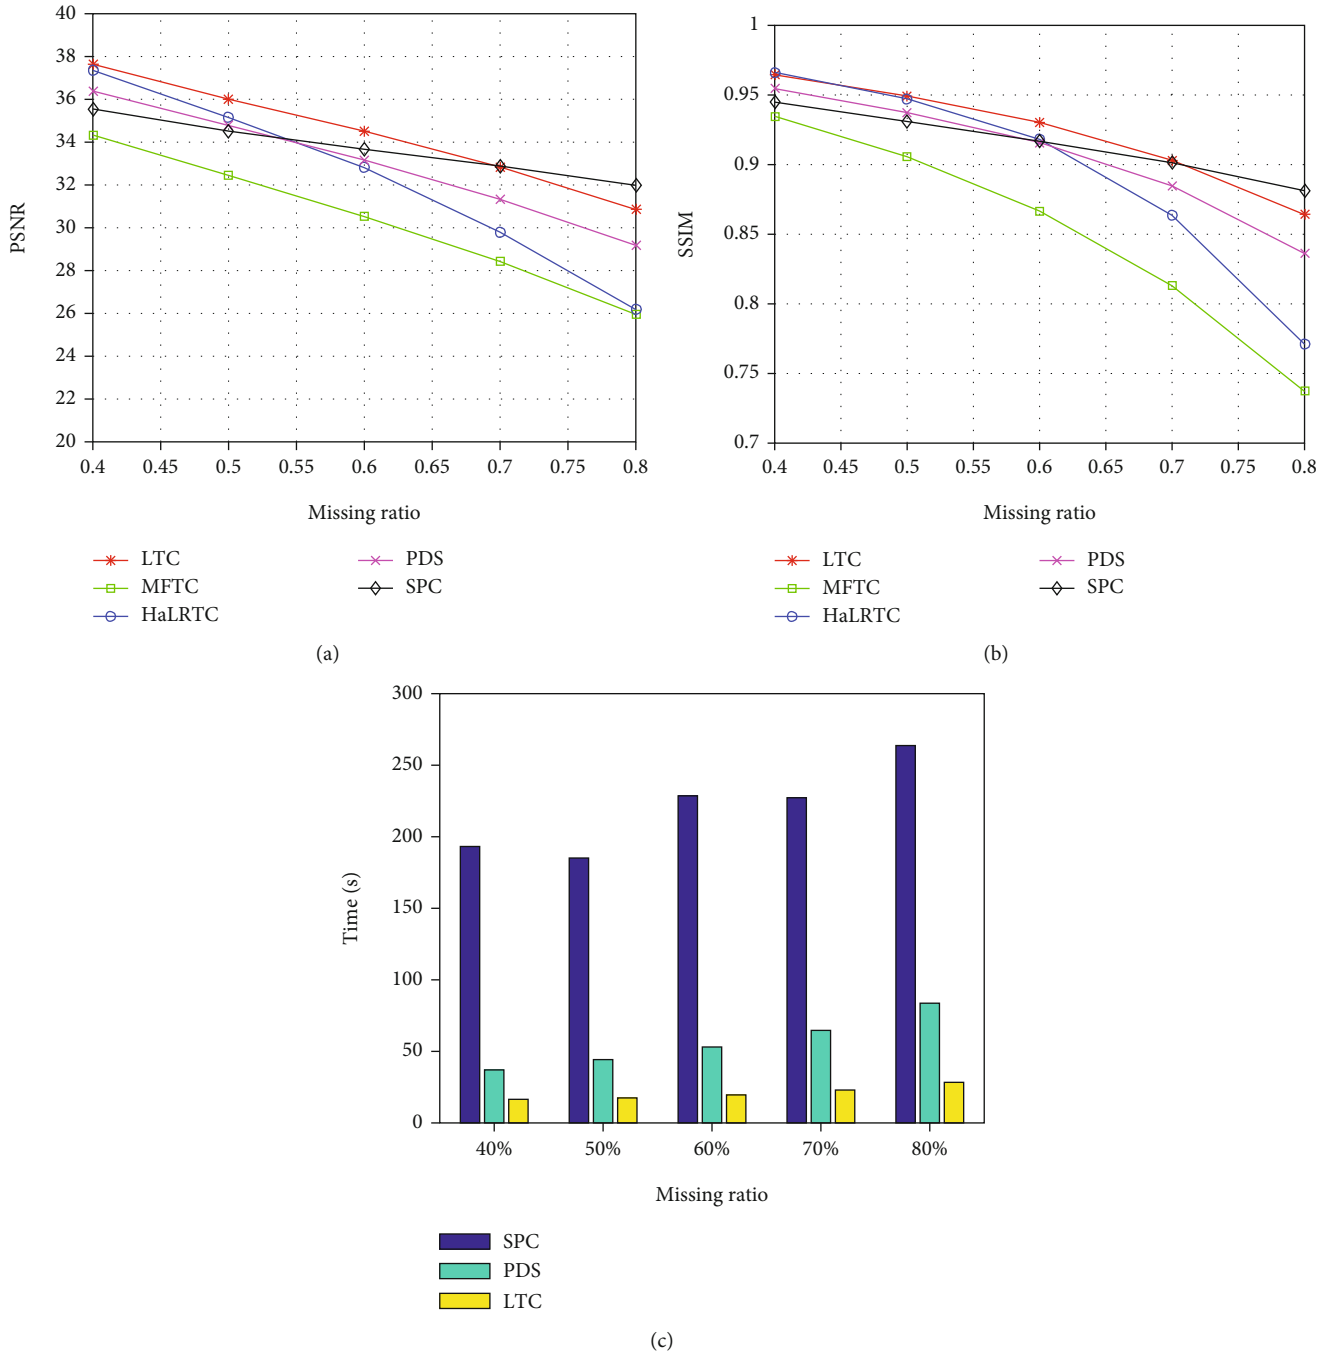 40
38
36
34
32
30
28
26
24
22
20
PSNR
0.4 0.45 0.5 0.55 0.6 0.65 0.7 0.75 0.8
Missing ratio
LTC
MFTC
HaLRTC
PDS
SPC
(a)
1
0.95
0.9
0.85
0.8
0.75
0.7
SSIM
0.4 0.45 0.5 0.55 0.6 0.65 0.7 0.75 0.8
Missing ratio
LTC
MFTC
HaLRTC
PDS
SPC
(b)
300
250
200
150
100
50
0
Time (s)
40% 50% 60% 70% 80%
Missing ratio
SPC
PDS
LTC
(c)